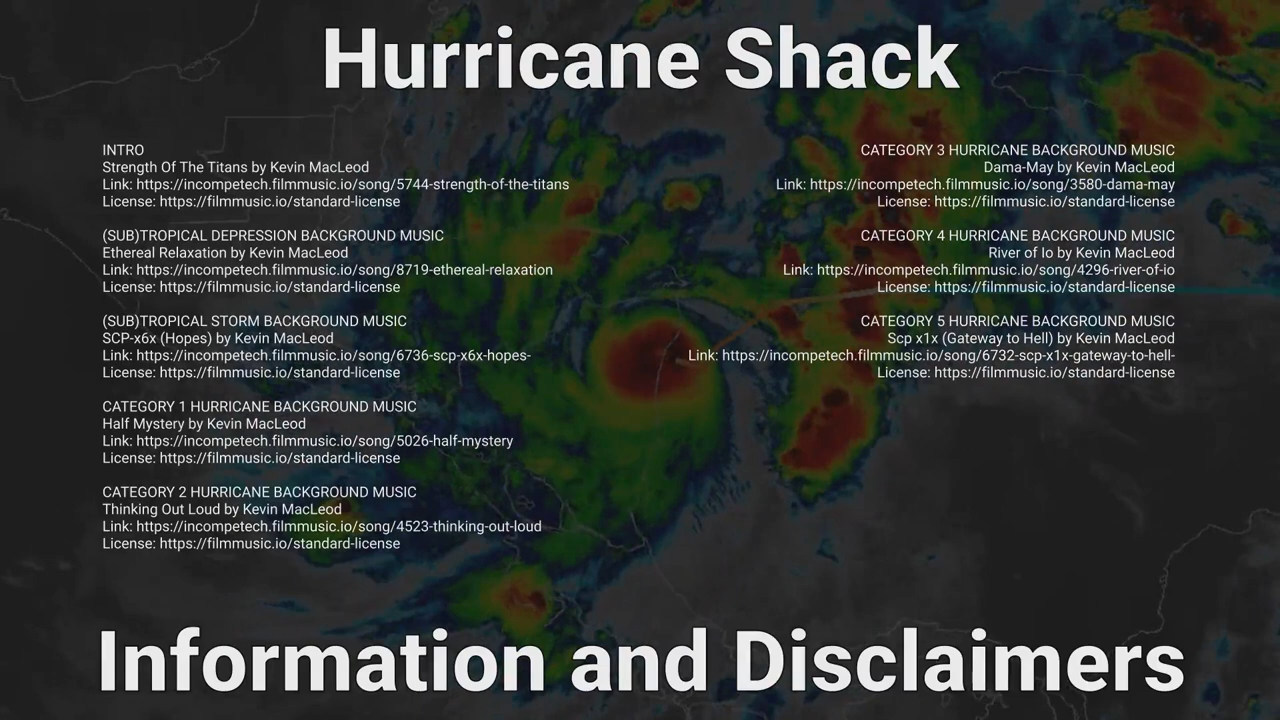 Hurricane Shack
INTRO
Strength Of The Titans by Kevin MacLeod
Link: https://incompetech.filmmusic.io/song/5744-strength-of-the-titans
License: https://filmmusic.io/standard-license
(SUB)TROPICAL DEPRESSION BACKGROUND MUSIC
Ethereal Relaxation by Kevin MacLeod
Link: https://incompetech.filmmusic.io/song/8719-ethereal-relaxation
License: https://filmmusic.io/standard-license
(SUB)TROPICAL STORM BACKGROUND MUSIC
SCP-x6x (Hopes) by Kevin MacLeod
Link: https://incompetech.filmmusic.io/song/6736-scp-x6x-hopes-
License: https://filmmusic.io/standard-license
CATEGORY 1 HURRICANE BACKGROUND MUSIC
Half Mystery by Kevin MacLeod
Link: https://incompetech.filmmusic.io/song/5026-half-mystery
License: https://filmmusic.io/standard-license
CATEGORY 2 HURRICANE BACKGROUND MUSIC
Thinking Out Loud by Kevin MacLeod
Link: https://incompetech.filmmusic.io/song/4523-thinking-out-loud
License: https://filmmusic.io/standard-license
CATEGORY 3 HURRICANE BACKGROUND MUSIC
Dama-May by Kevin MacLeod
Link: https://incompetech.filmmusic.io/song/3580-dama-may
License: https://filmmusic.io/standard-license
CATEGORY 4 HURRICANE BACKGROUND MUSIC
River of Io by Kevin MacLeod
Link: https://incompetech.filmmusic.io/song/4296-river-of-io
License: https://filmmusic.io/standard-license
CATEGORY 5 HURRICANE BACKGROUND MUSIC
Scp x1x (Gateway to Hell) by Kevin MacLeod
Link: https://incompetech.filmmusic.io/song/6732-scp-x1x-gateway-to-hell-
License: https://filmmusic.io/standard-license
Information and Disclaimers